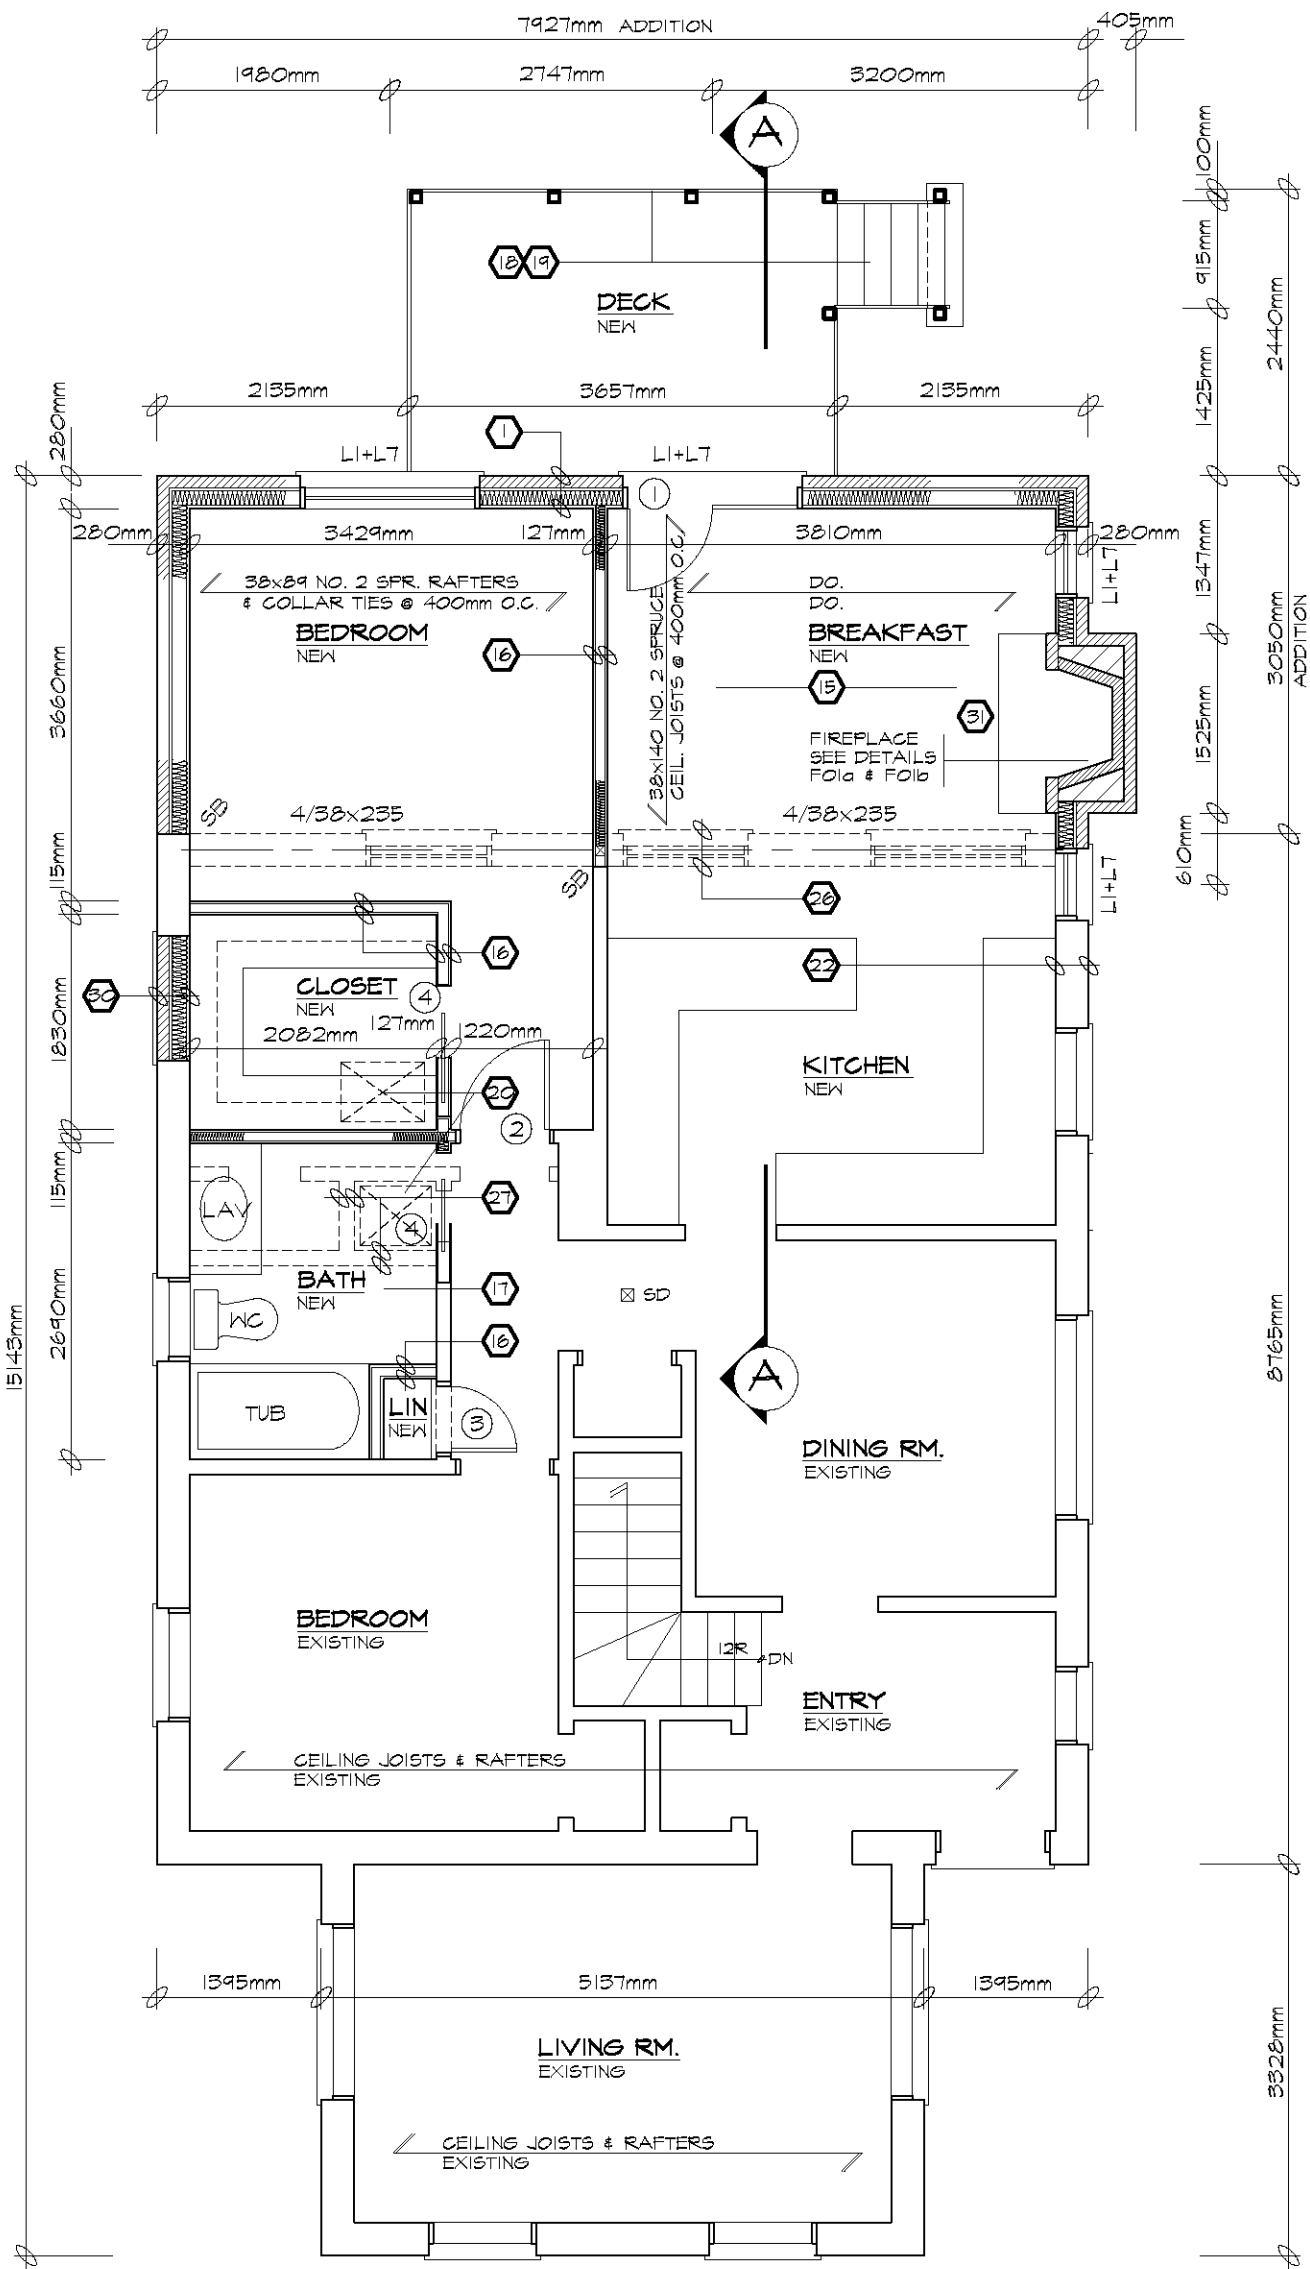 7927mm ADDITION
405mm
1980mm
2747mm
3200mm
A
100mm
915mm
2440mm
18
19
DECK
NEW
1425mm
280mm
2135mm
3657mm
2135mm
1
L1+L7
L1+L7
1
280mm
3429mm
127mm
3810mm
280mm
L1+L7
1347mm
38x89 NO. 2 SPR. RAFTERS
& COLLAR TIES @ 400mm O.C.
38x140 NO. 2 SPRUCE
CEIL. JOISTS @ 400mm O.C.
DO.
DO.
BEDROOM
NEW
16
BREAKFAST
NEW
3050mm
ADDITION
15
31
3660mm
FIREPLACE
SEE DETAILS
FO1a & FO1b
1525mm
SB
4/38x235
4/38x235
610mm
115mm
SB
26
L1+L7
16
22
30
CLOSET
NEW
4
1830mm
2082mm
127mm
1220mm
KITCHEN
NEW
20
2
115mm
27
LAV
4
BATH
NEW
17
SD
WC
16
2690mm
15143mm
8765mm
A
TUB
LIN
NEW
3
DINING RM.
EXISTING
BEDROOM
EXISTING
12R
DN
ENTRY
EXISTING
CEILING JOISTS & RAFTERS
EXISTING
1395mm
5137mm
1395mm
LIVING RM.
EXISTING
3328mm
CEILING JOISTS & RAFTERS
EXISTING